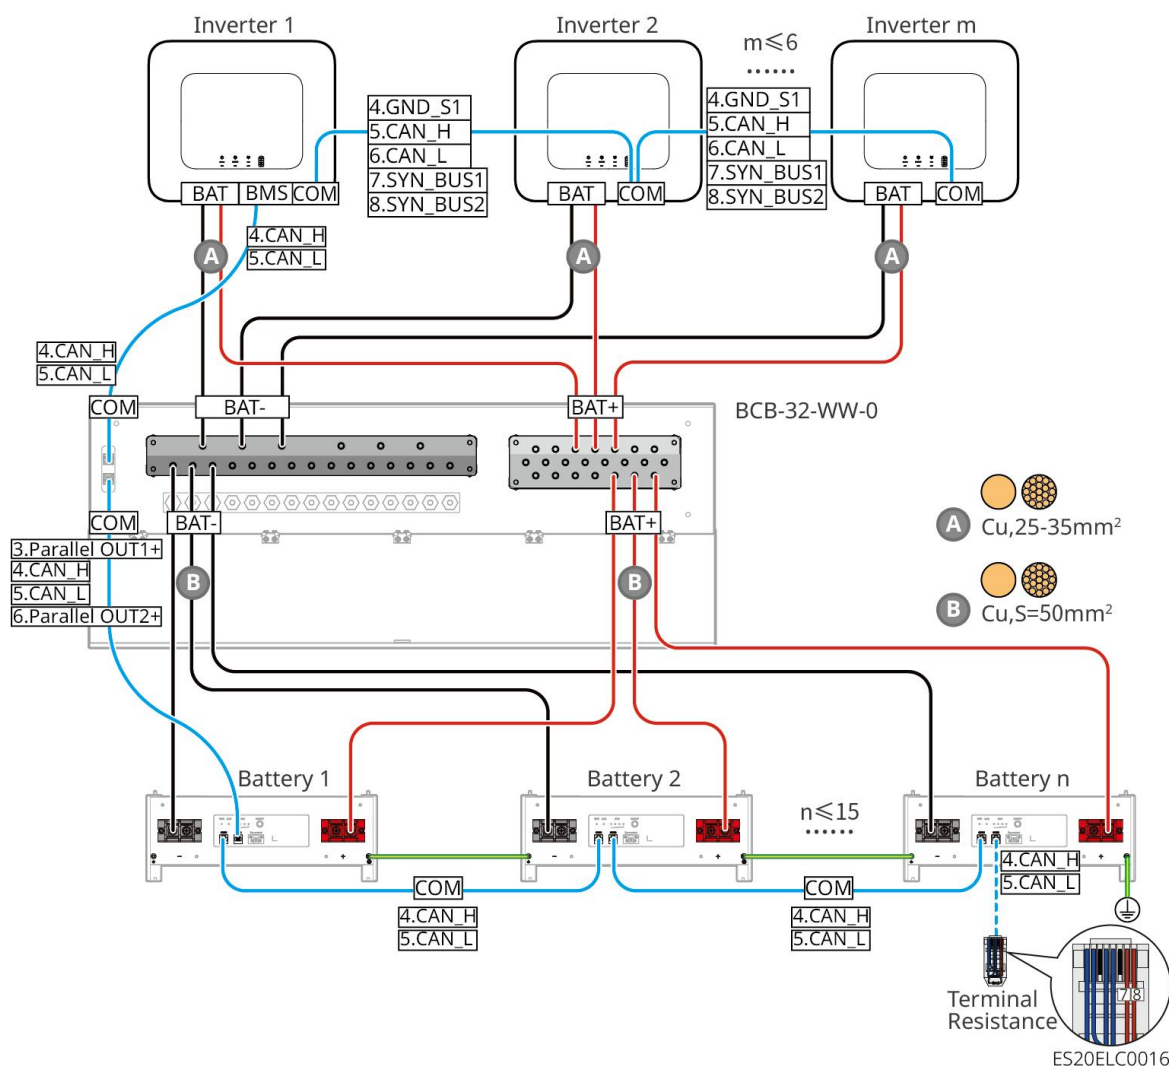 Inverter 1
Inverter 2
m⩽6
Inverter m
4.GND_S1
5.CAN_H
6.CAN_L
7.SYN_BUS1
8.SYN_BUS2
4.GND_S1
5.CAN_H
6.CAN_L
7.SYN_BUS1
8.SYN_BUS2
BAT
BMS
COM
BAT
COM
BAT
COM
4.CAN_H
5.CAN_L
A
A
A
4.CAN_H
5.CAN_L
COM
BAT-
BAT+
BCB-32-WW-0
COM
BAT-
BAT+
A
Cu,25-35mm²
3.Parallel OUT1+
4.CAN_H
5.CAN_L
6.Parallel OUT2+
B
B
B
Cu,S=50mm²
Battery 1
Battery 2
n⩽15
Battery n
-
+
-
+
-
+
COM
4.CAN_H
5.CAN_L
COM
4.CAN_H
5.CAN_L
4.CAN_H
5.CAN_L
7 8
Terminal
Resistance
ES20ELC0016